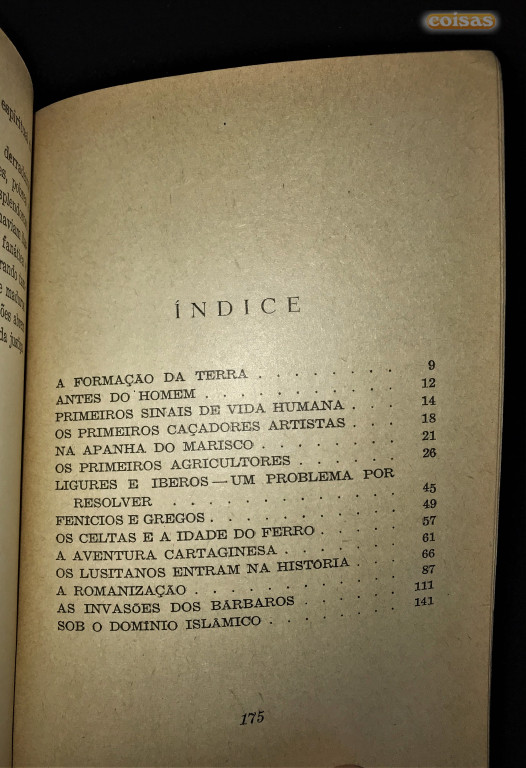 coisas
fanática
ÍNDICE
A FORMAÇÃO DA TERRA . . . . . . . . 9
ANTES DO HOMEM . . . . . . . . . . 12
PRIMEIROS SINAIS DE VIDA HUMANA . . . . 14
OS PRIMEIROS CAÇADORES ARTISTAS . . . . 18
NA APANHA DO MARISCO . . . . . . . . 21
OS PRIMEIROS AGRICULTORES . . . . . . 26
LIGURES E IBEROS — UM PROBLEMA POR
RESOLVER . . . . . . . . . . . 45
FENÍCIOS E GREGOS . . . . . . . . . 49
OS CELTAS E A IDADE DO FERRO . . . . . 57
A AVENTURA CARTAGINESA . . . . . . . 61
OS LUSITANOS ENTRAM NA HISTÓRIA . . . . 66
A ROMANIZAÇÃO . . . . . . . . . . 87
AS INVASÕES DOS BÁRBAROS . . . . . . 111
SOB O DOMÍNIO ISLÂMICO . . . . . . . 141
175